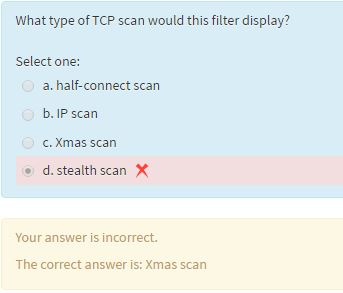 What type of TCP scan would this filter display?
Select one:
a. half-connect scan
b. IP scan
c. Xmas scan
d. stealth scan
Your answer is incorrect.
The correct answer is: Xmas scan